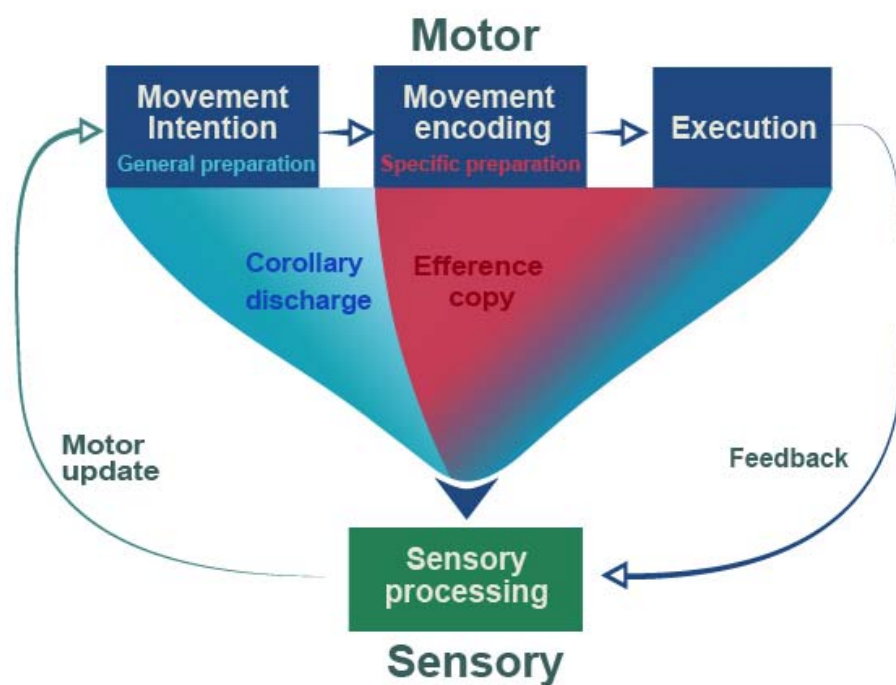 Motor
Movement
Intention
General preparation
Movement
encoding
Specific preparation
Execution
Corollary
discharge
Efference
copy
Motor
update
Feedback
Sensory
processing
Sensory